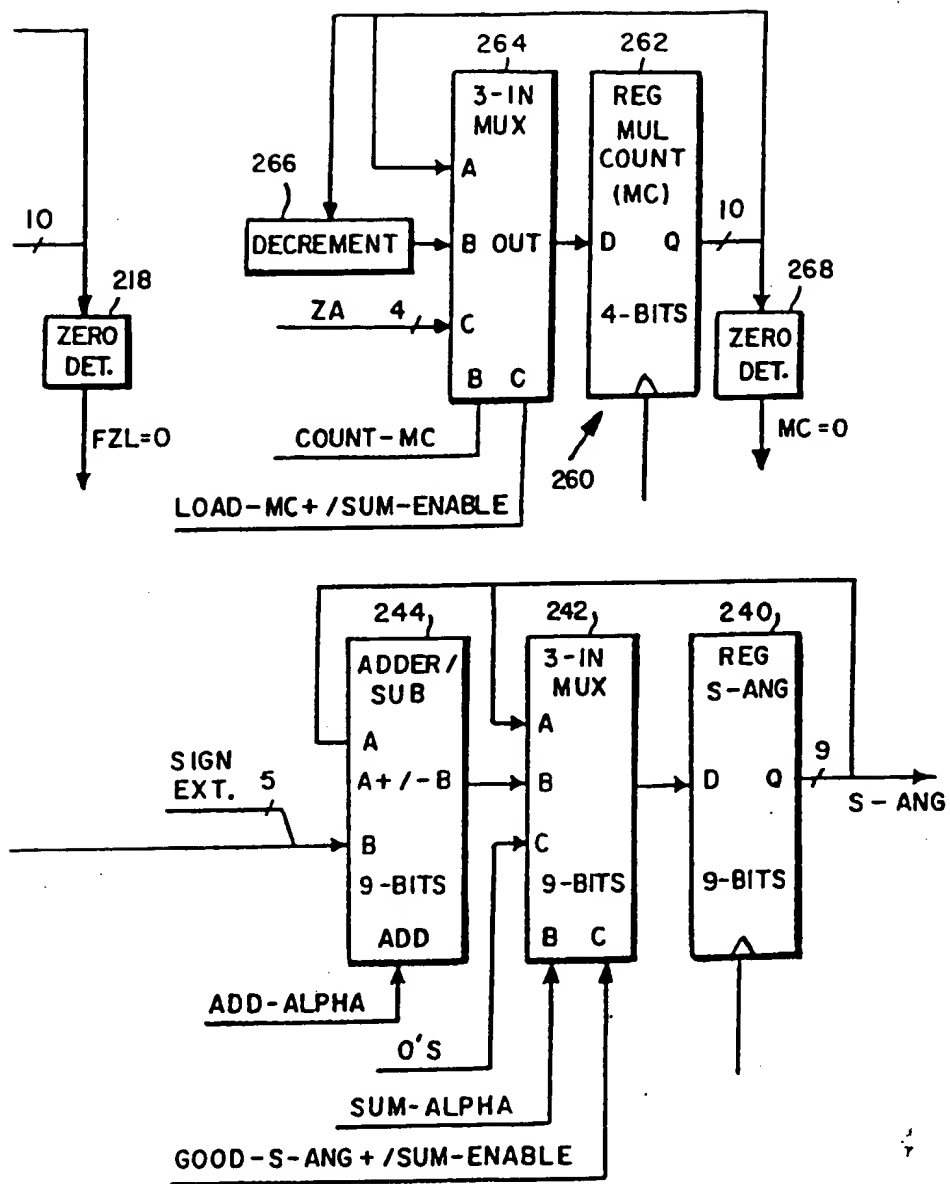 264
3-IN
MUX
A
B OUT
C
B C
262
REG
MUL
COUNT
(MC)
D Q
4-BITS
266
DECREMENT
ZA 4
10
10
218
ZERO
DET.
FZL=0
268
ZERO
DET.
MC=0
COUNT-MC
260
LOAD-MC+/SUM-ENABLE
244
ADDER/
SUB
A
A+/-B
B
9-BITS
ADD
242
3-IN
MUX
A
B
C
9-BITS
B C
240
REG
S-ANG
D Q
9-BITS
9
S-ANG
SIGN
EXT. 5
ADD-ALPHA
0'S
SUM-ALPHA
GOOD-S-ANG+/SUM-ENABLE